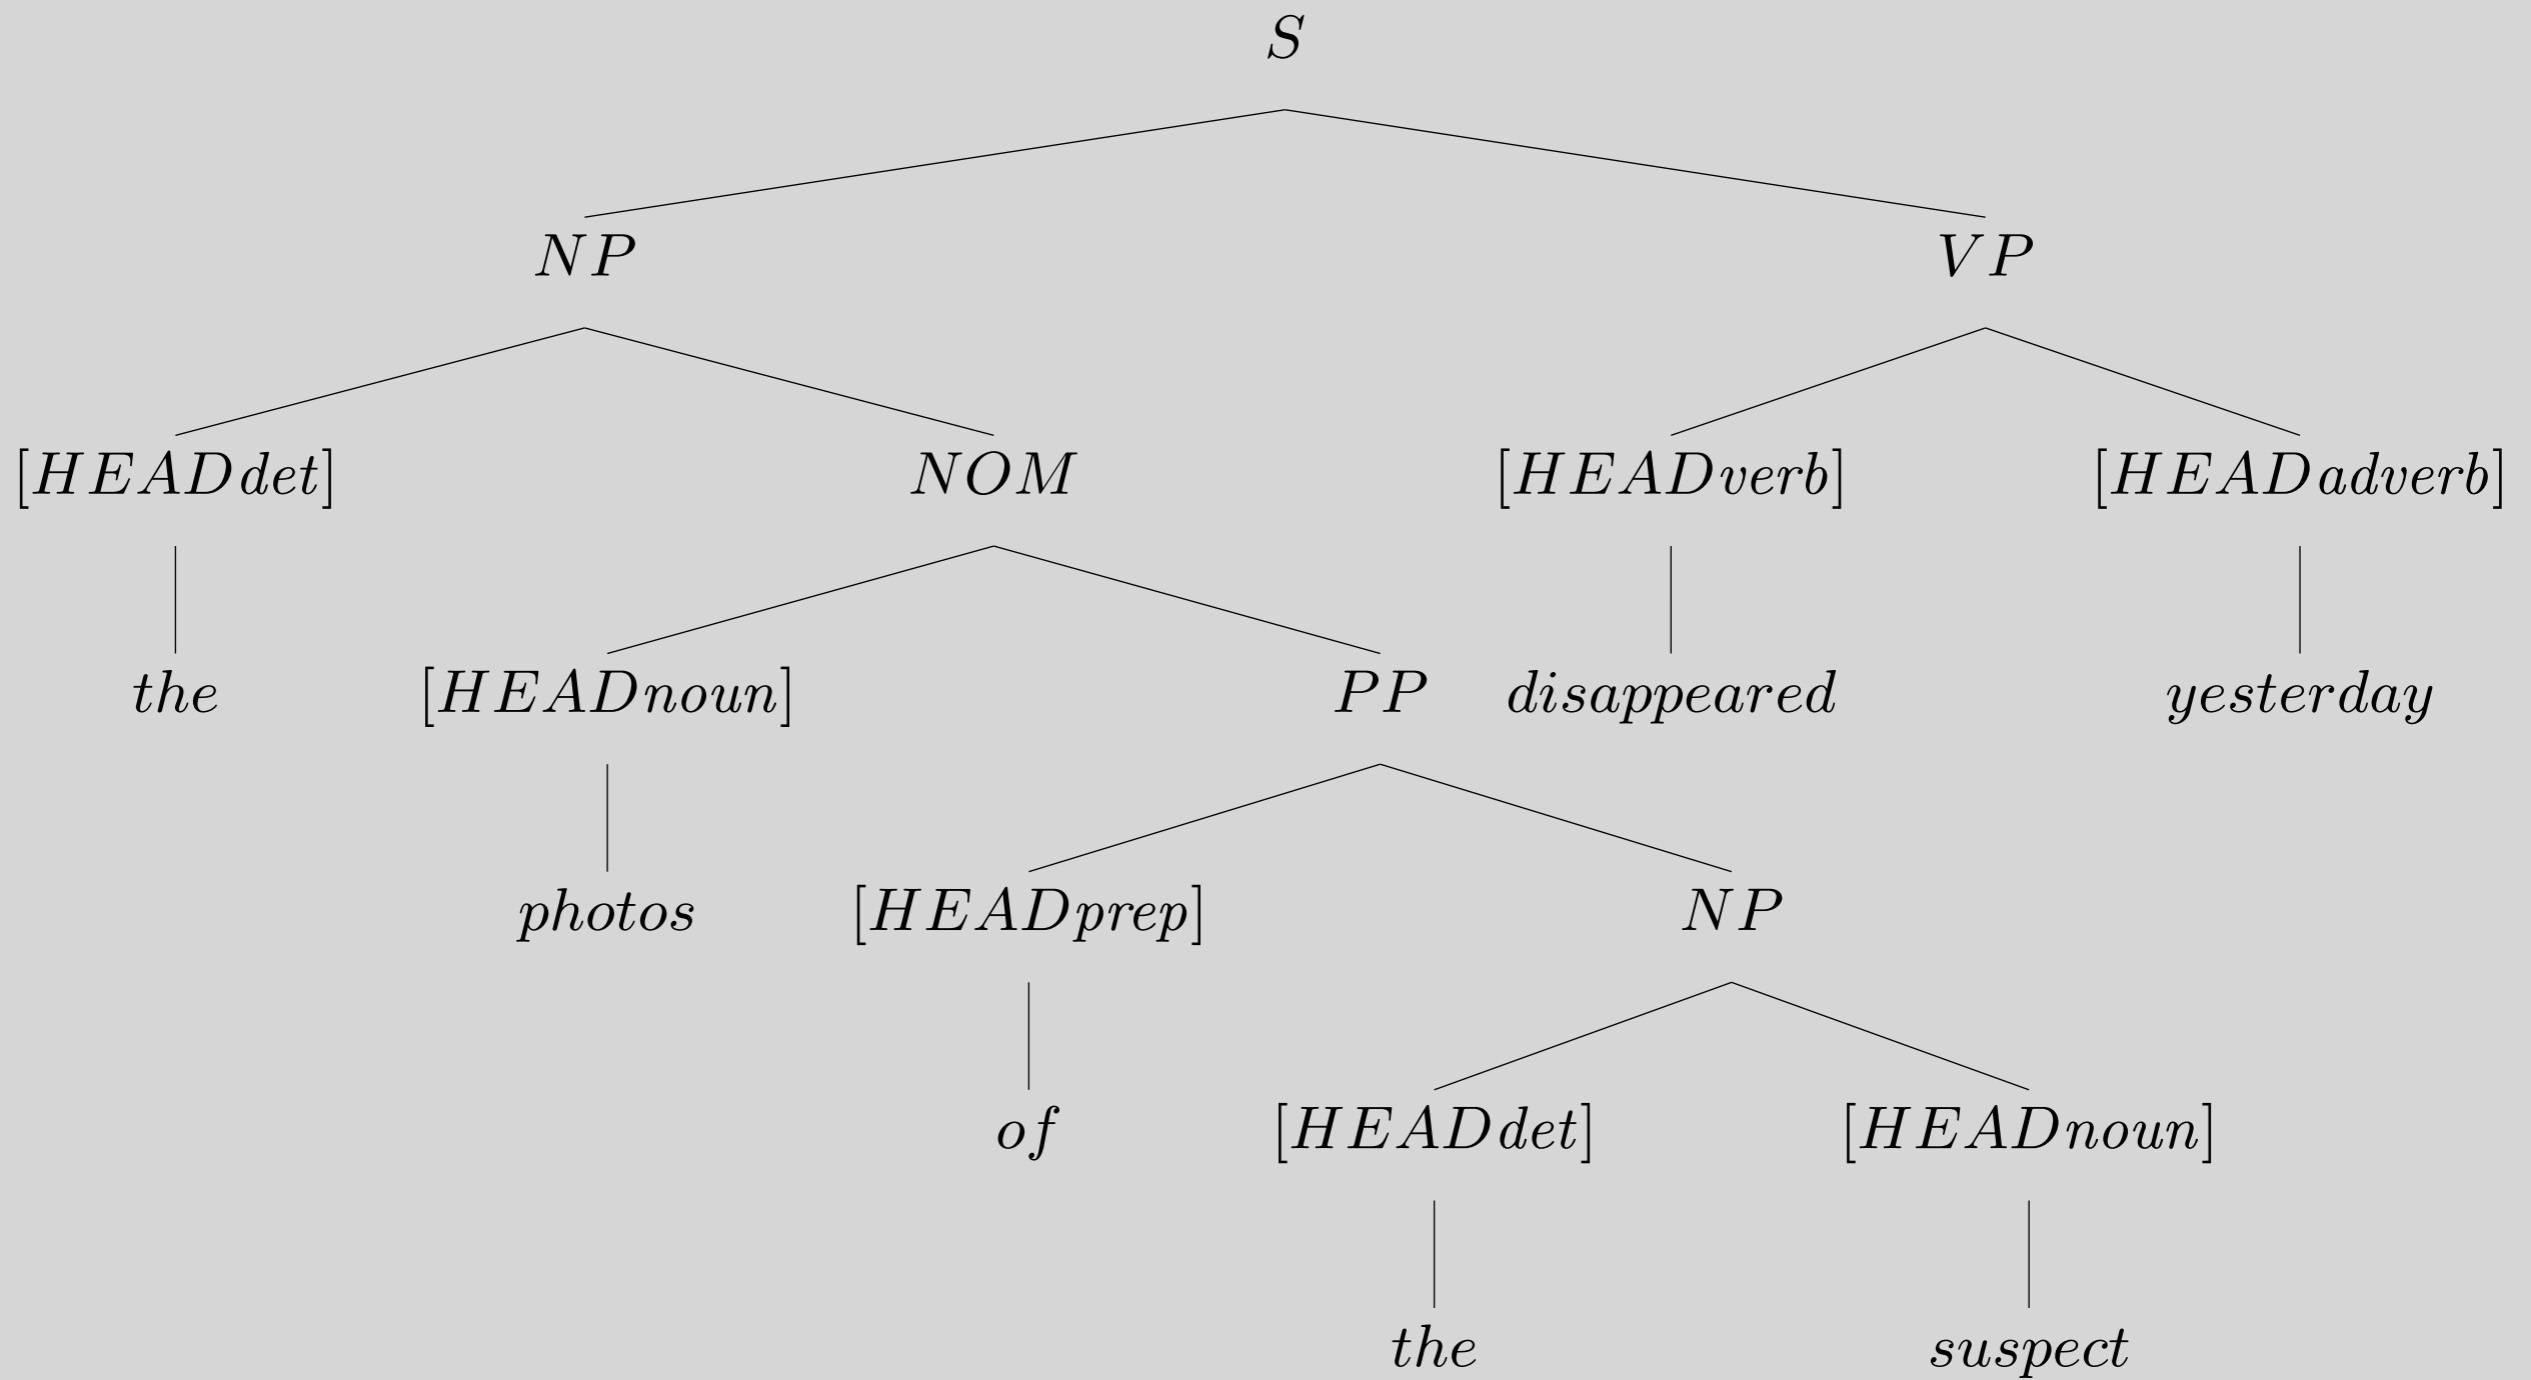 S
NP VP
[HEADdet] NOM [HEADverb] [HEADadverb]
the [HEADnoun] PP disappeared yesterday
photos [HEADprep] NP
of [HEADdet] [HEADnoun]
the suspect